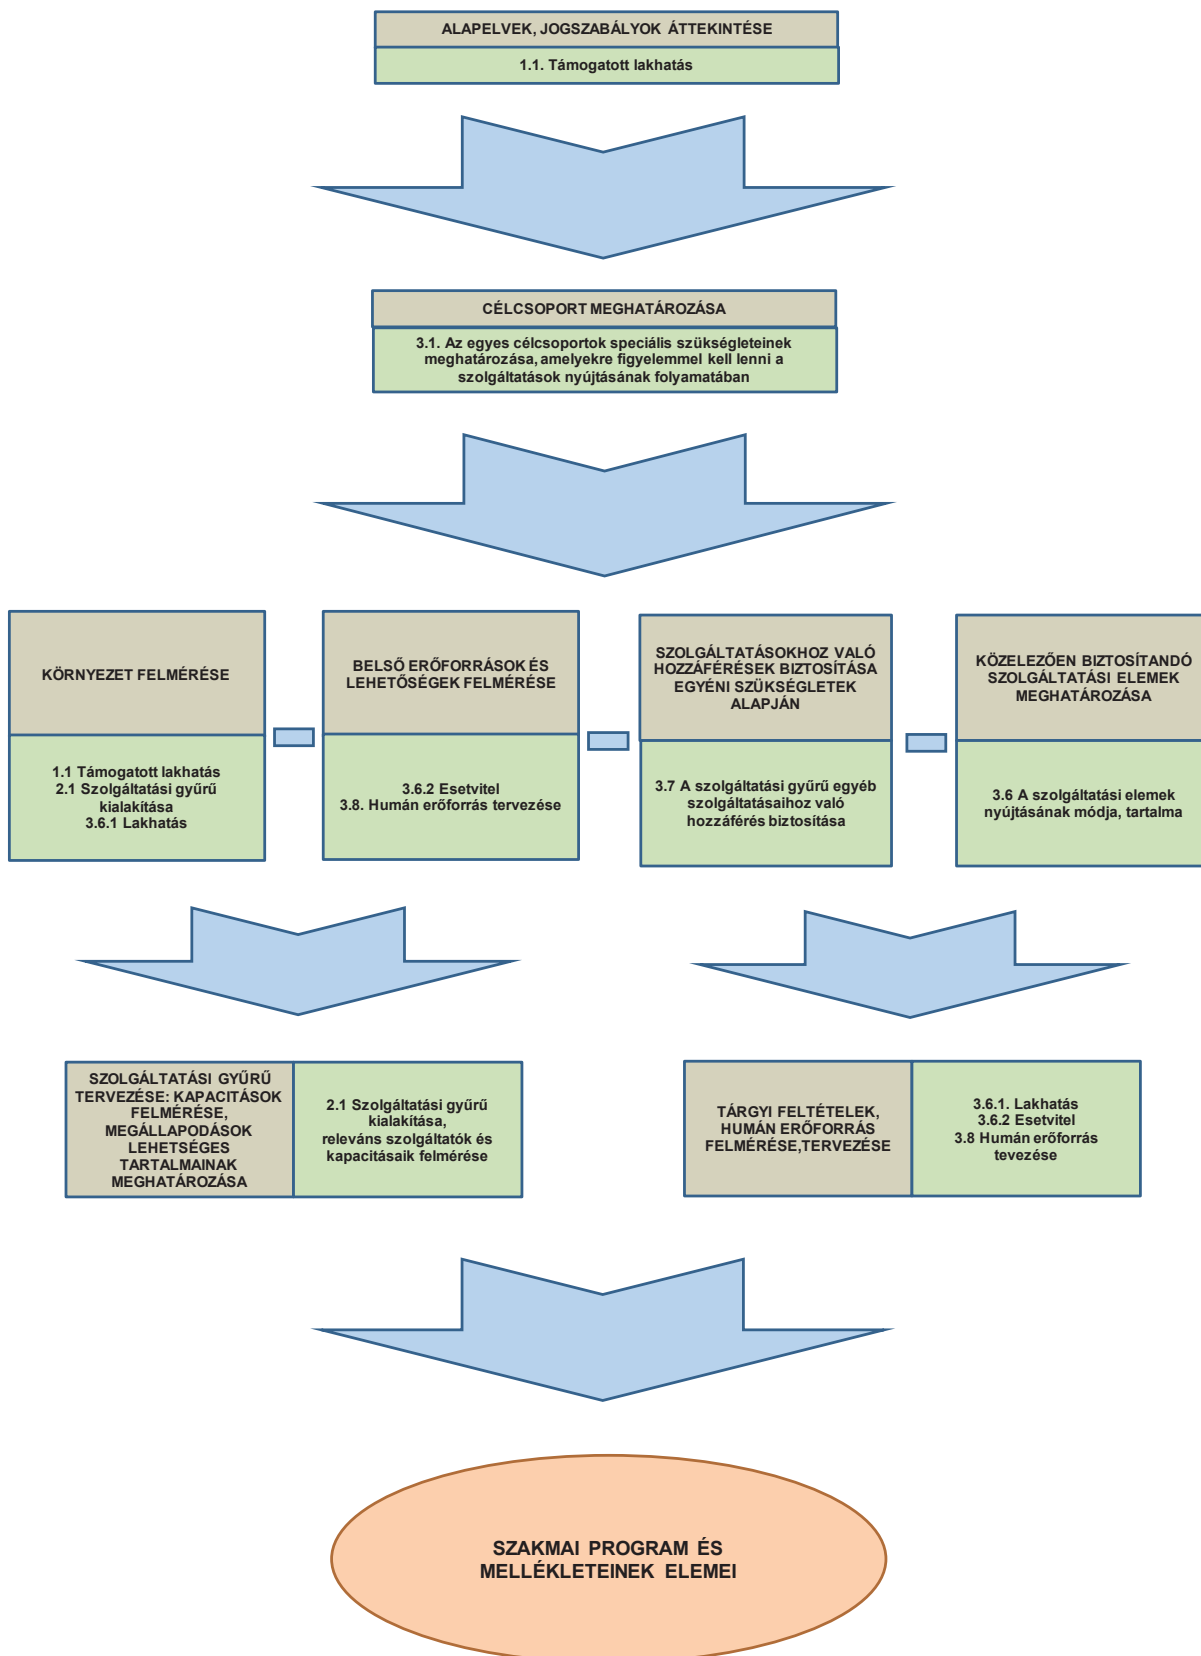 ALAPELVEK, JOGSZABÁLYOK ÁTTEKINTÉSE
1.1. Támogatott lakhatás
CÉLCSOPORT MEGHATÁROZÁSA
3.1. Az egyes célcsoportok speciális szükségleteinek
meghatározása, amelyekre figyelemmel kell lenni a
szolgáltatások nyújtásának folyamatában
KÖRNYEZET FELMÉRÉSE
1.1 Támogatott lakhatás
2.1 Szolgáltatási gyűrű
kialakítása
3.6.1 Lakhatás
BELSŐ ERŐFORRÁSOK ÉS
LEHETŐSÉGEK FELMÉRÉSE
3.6.2 Esetvitel
3.8. Humán erőforrás tervezése
SZOLGÁLTATÁSOKHOZ VALÓ
HOZZÁFÉRÉSEK BIZTOSÍTÁSA
EGYÉNI SZÜKSÉGLETEK
ALAPJÁN
3.7 A szolgáltatási gyűrű egyéb
szolgáltatásaihoz való
hozzáférés biztosítása
KÖZELEZŐEN BIZTOSÍTANDÓ
SZOLGÁLTATÁSI ELEMEK
MEGHATÁROZÁSA
3.6 A szolgáltatási elemek
nyújtásának módja, tartalma
SZOLGÁLTATÁSI GYŰRŰ
TERVEZÉSE: KAPACITÁSOK
FELMÉRÉSE,
MEGÁLLAPODÁSOK
LEHETSÉGES
TARTALMAINAK
MEGHATÁROZÁSA
2.1 Szolgáltatási gyűrű
kialakítása,
releváns szolgáltatók és
kapacitásaik felmérése
TÁRGYI FELTÉTELEK,
HUMÁN ERŐFORRÁS
FELMÉRÉSE,TERVEZÉSE
3.6.1. Lakhatás
3.6.2 Esetvitel
3.8 Humán erőforrás
tevezése
SZAKMAI PROGRAM ÉS
MELLÉKLETEINEK ELEMEI